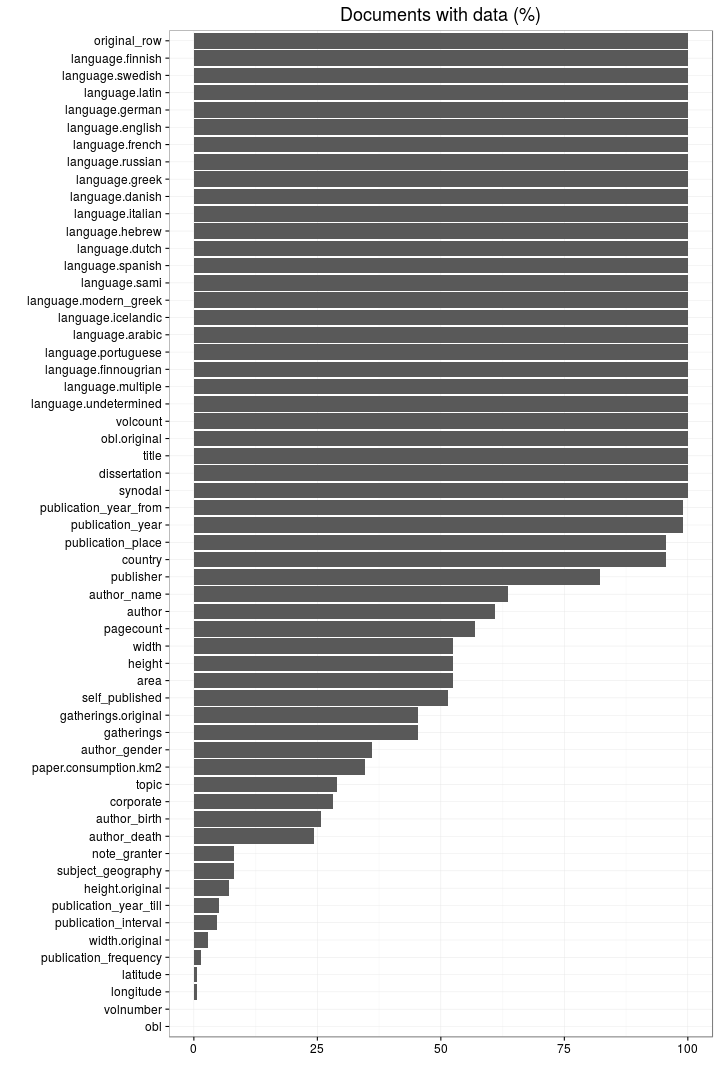 Documents with data (%)
original_row
language.finnish
language.swedish
language.latin
language.german
language.english
language.french
language.russian
language.greek
language.danish
language.italian
language.hebrew
language.dutch
language.spanish
language.sami
language.modern_greek
language.icelandic
language.arabic
language.portuguese
language.finnougrian
language.multiple
language.undetermined
volcount
obl.original
title
dissertation
synodal
publication_year_from
publication_year
publication_place
country
publisher
author_name
author
pagecount
width
height
area
self_published
gatherings.original
gatherings
author_gender
paper.consumption.km2
topic
corporate
author_birth
author_death
note_granter
subject_geography
height.original
publication_year_till
publication_interval
width.original
publication_frequency
latitude
longitude
volnumber
obl
0 25 50 75 100